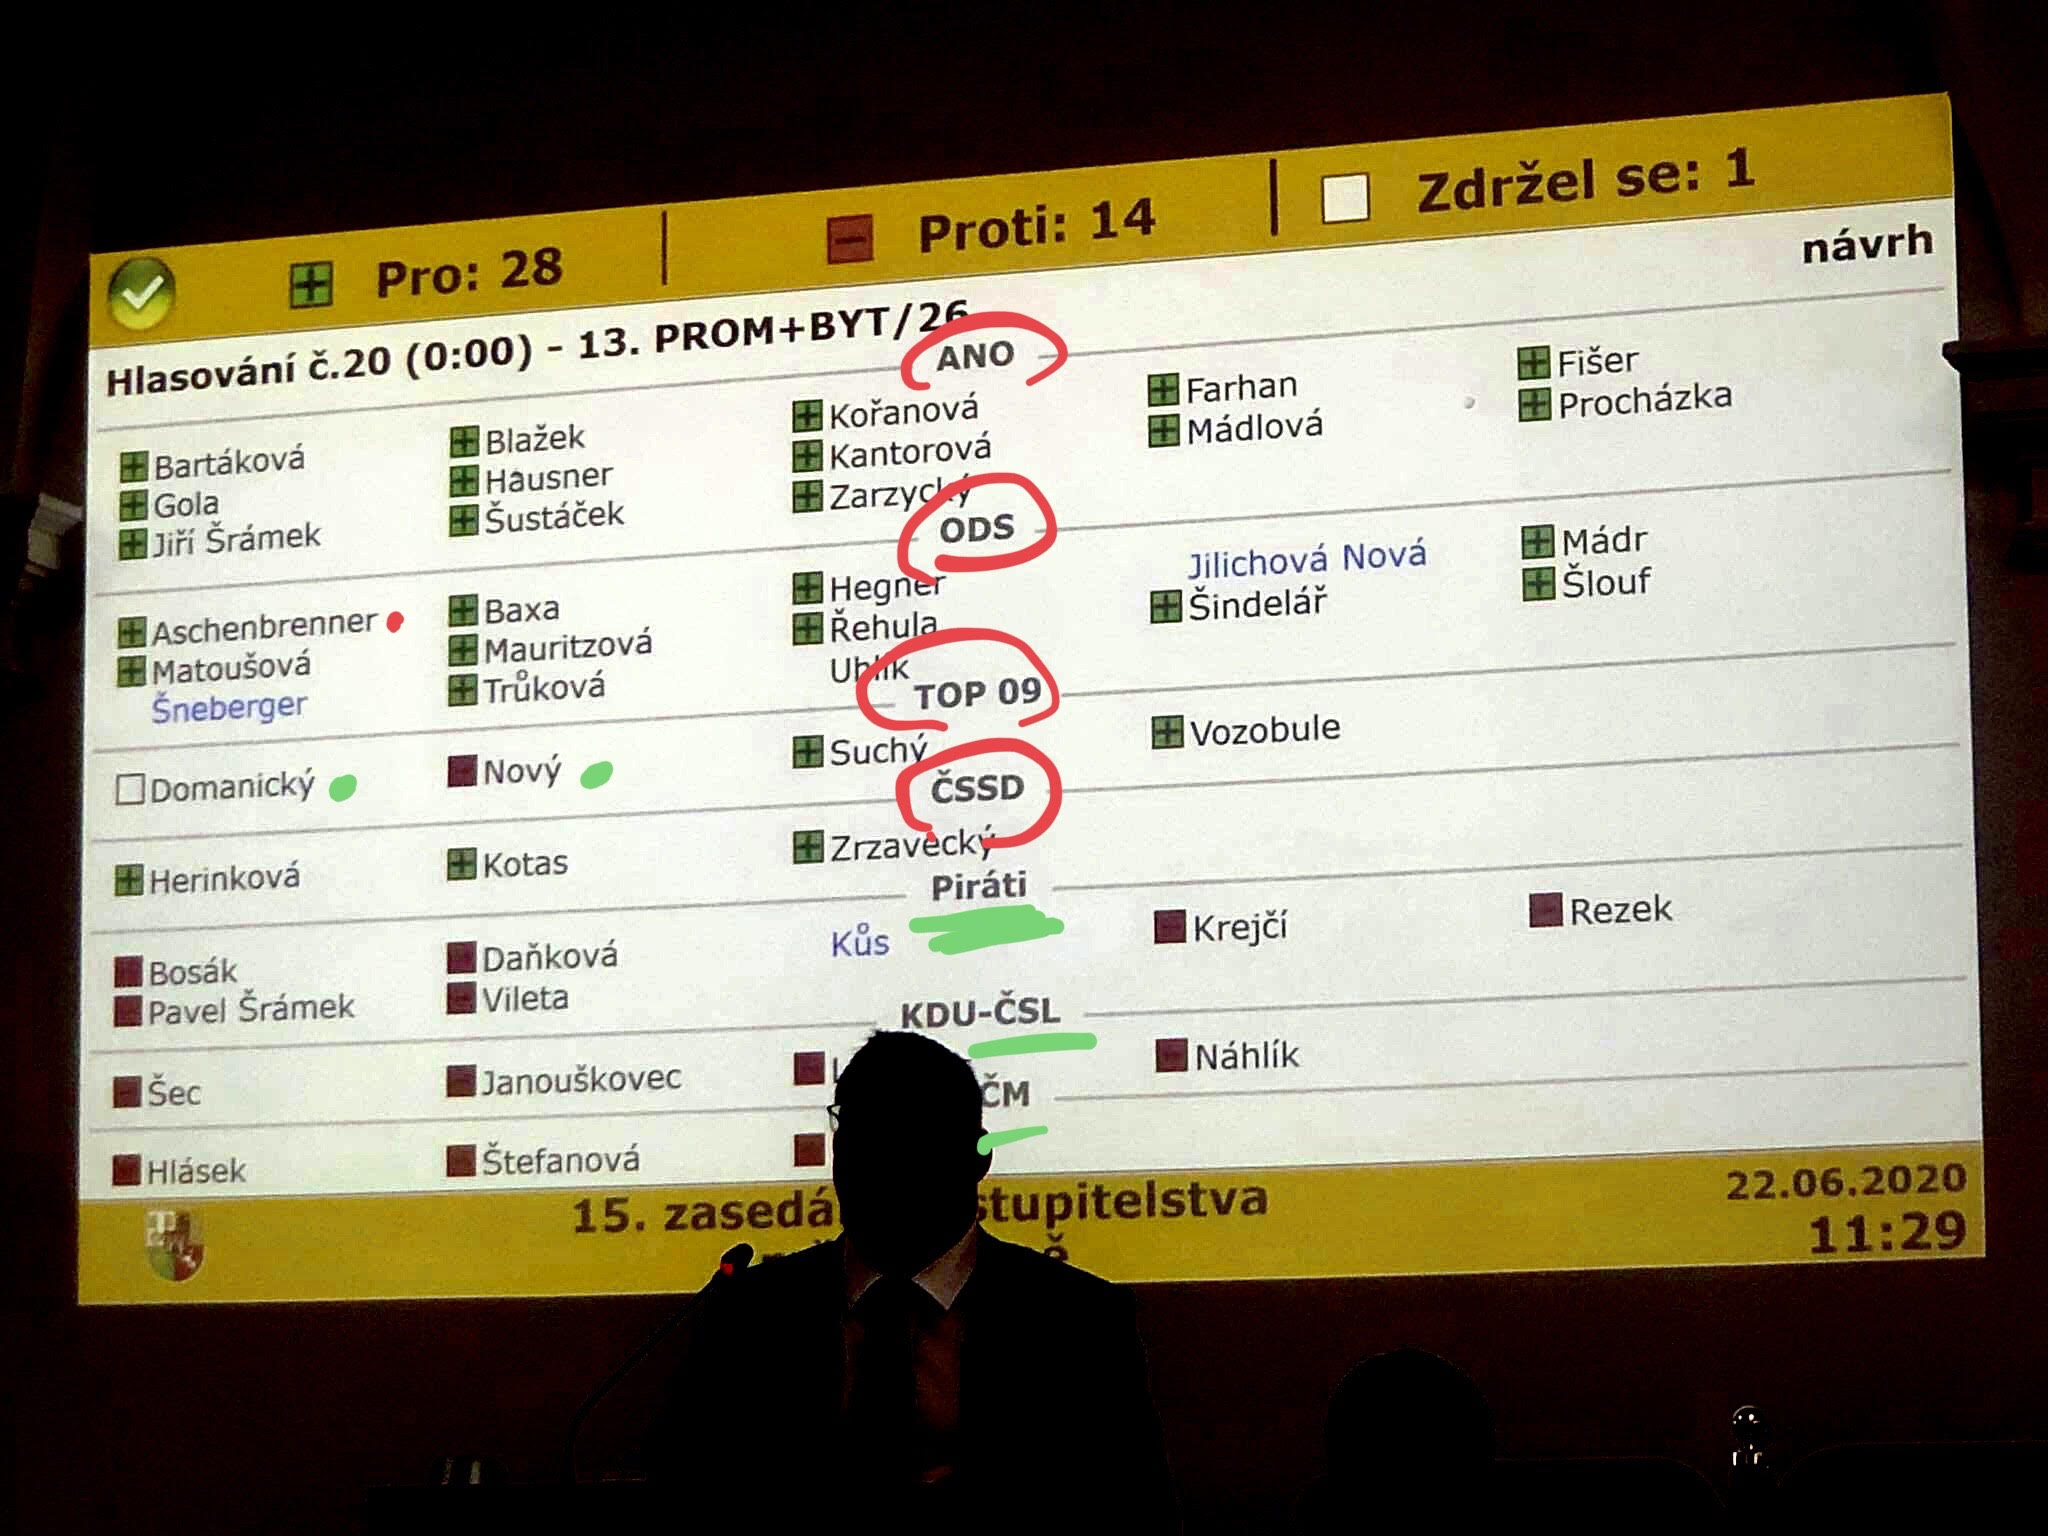 Pro: 28 Proti: 14 Zdržel se: 1
návrh
Hlasování č.20 (0:00) - 13. PROM+BYT/26
ANO
Bartáková Blažek Kořanová Farhan Fišer
Gola Hausner Kantorová Mádlová Procházka
Jiří Šrámek Šustáček Zarzycký
ODS
Aschenbrenner Baxa Hegner Jilichová Nová Mádr
Matoušová Mauritzová Řehula Šindelář Šlouf
Šneberger Trůková Uhlík
TOP 09
Domanický Nový Suchý Vozobule
ČSSD
Herinková Kotas Zrzavecký
Piráti
Bosák Daňková Kůs Krejčí Rezek
Pavel Šrámek Vileta
KDU-ČSL
Šec Janouškovec Náhlík
ČM
Hlásek Štefanová
15. zasedá stupitelstva
22.06.2020
11:29